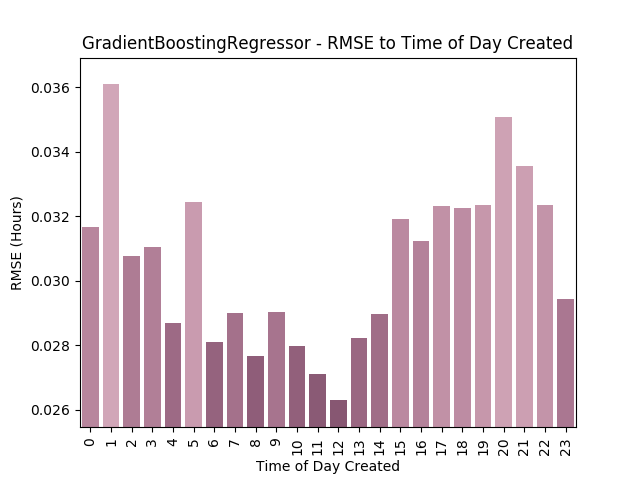 GradientBoostingRegressor - RMSE to Time of Day Created
RMSE (Hours)
0.036
0.034
0.032
0.030
0.028
0.026
0 1 2 3 4 5 6 7 8 9 10 11 12 13 14 15 16 17 18 19 20 21 22 23
Time of Day Created